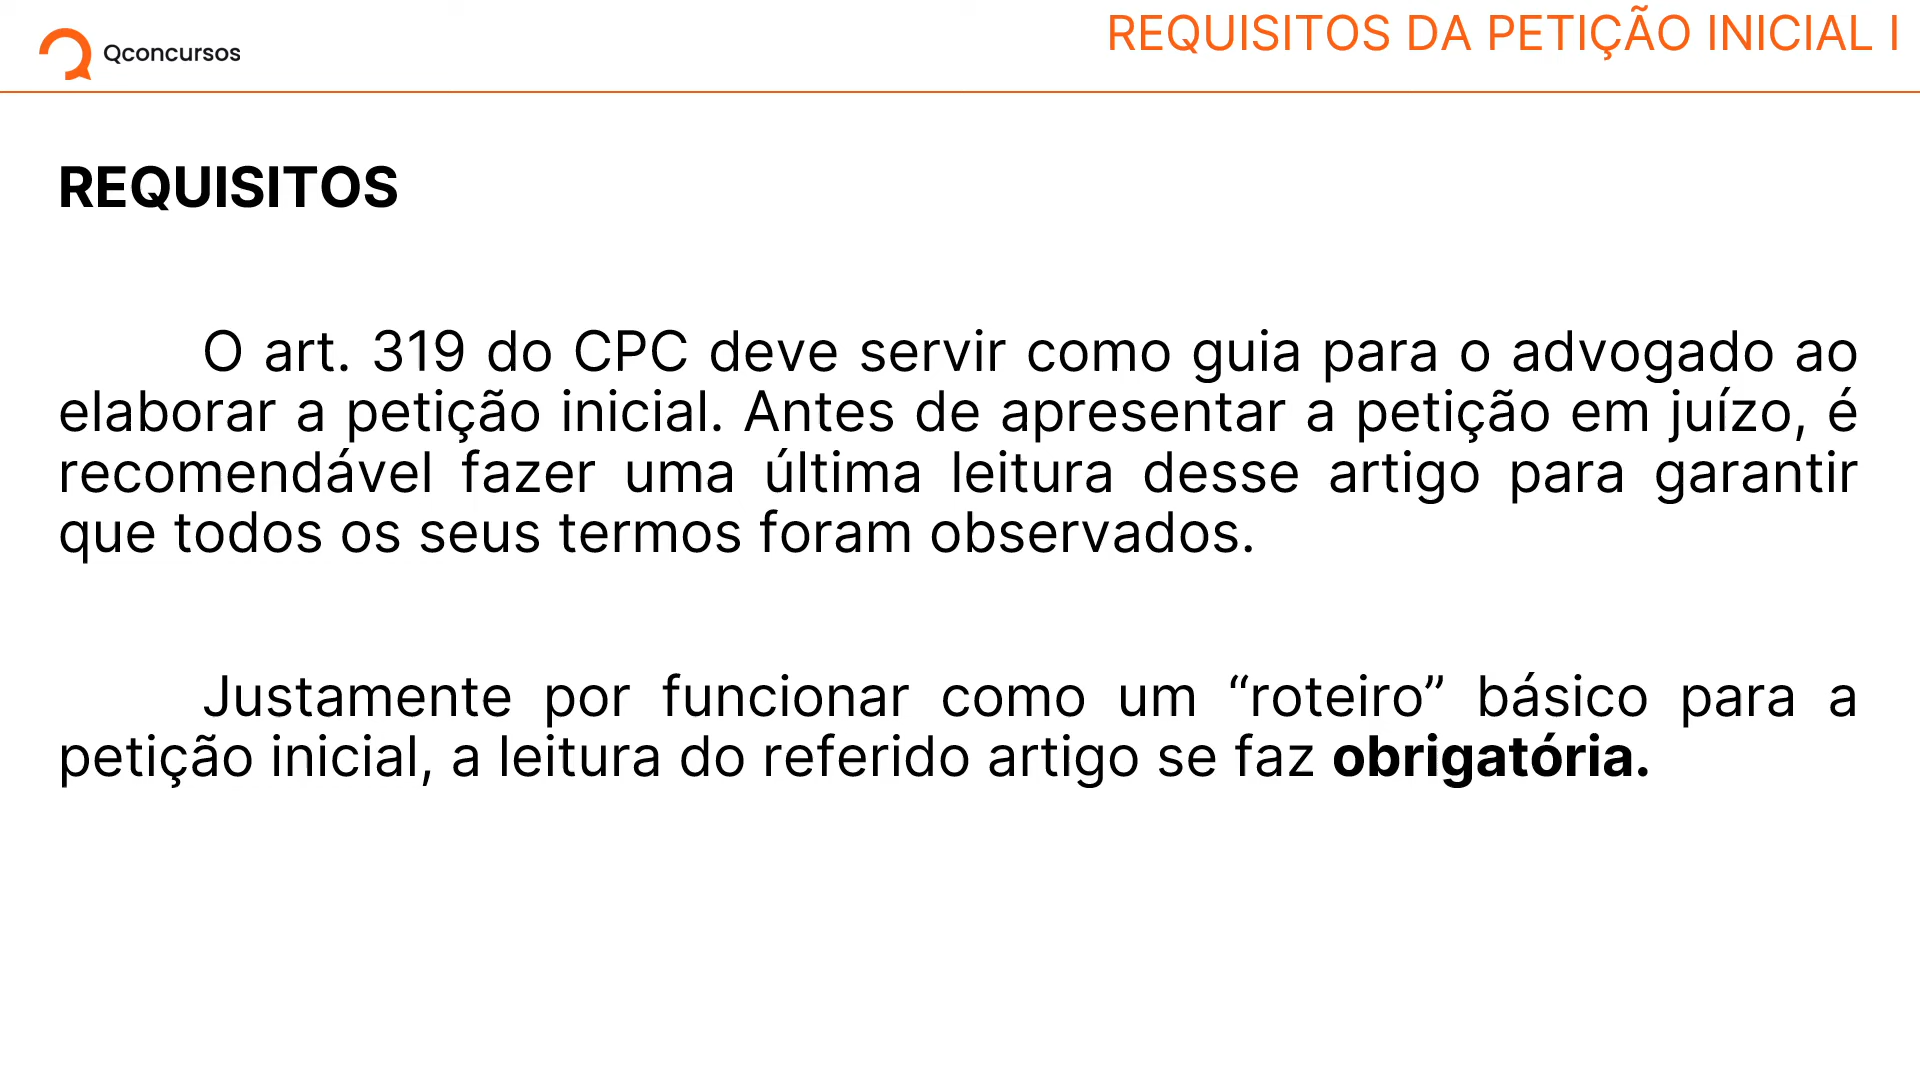 Qconcursos
REQUISITOS DA PETIÇÃO INICIAL I
REQUISITOS
O art. 319 do CPC deve servir como guia para o advogado ao
elaborar a petição inicial. Antes de apresentar a petição em juízo, é
recomendável fazer uma última leitura desse artigo para garantir
que todos os seus termos foram observados.
Justamente por funcionar como um “roteiro” básico para a
petição inicial, a leitura do referido artigo se faz obrigatória.